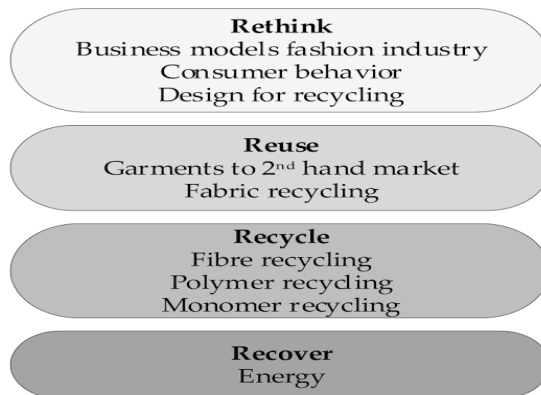 Rethink
Business models fashion industry
Consumer behavior
Design for recycling
Reuse
Garments to 2nd hand market
Fabric recycling
Recycle
Fibre recycling
Polymer recycling
Monomer recycling
Recover
Energy